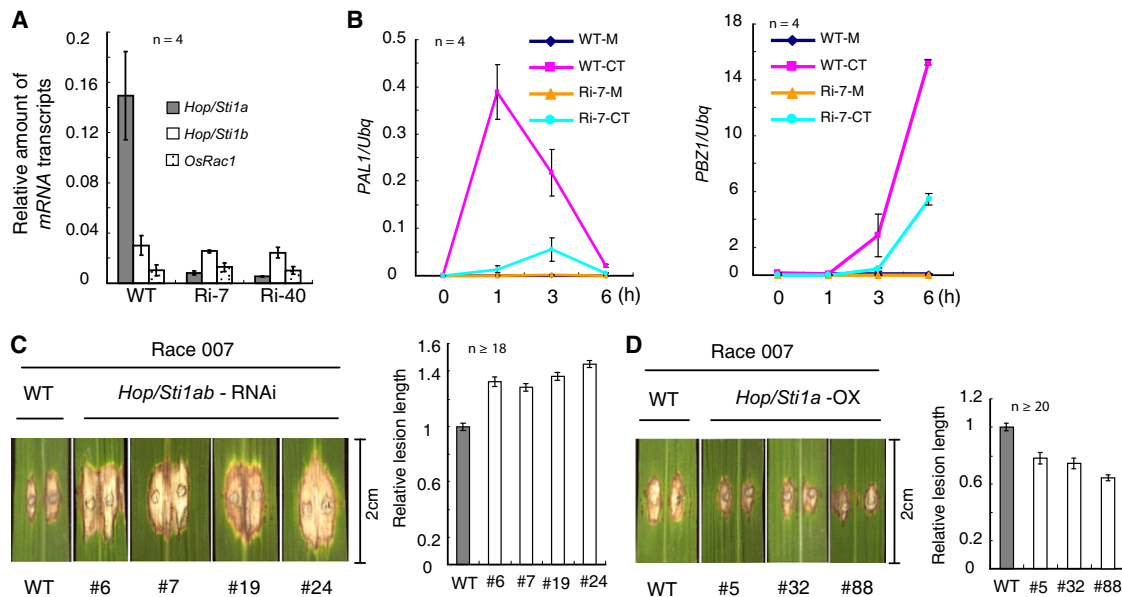 A
Relative amount of
mRNA transcripts
0.2
0.16
0.12
0.08
0.04
0
n = 4
Hop/Sti1a
Hop/Sti1b
OsRac1
WT Ri-7 Ri-40
B
PAL1/Ubq
0.5
0.4
0.3
0.2
0.1
0
n = 4
WT-M
WT-CT
Ri-7-M
Ri-7-CT
0 1 3 6 (h)
PBZ1/Ubq
18
14
10
6
2
0
n = 4
WT-M
WT-CT
Ri-7-M
Ri-7-CT
0 1 3 6 (h)
C
Race 007
WT Hop/Sti1ab - RNAi
2cm
WT #6 #7 #19 #24
Relative lesion length
1.6
1.4
1
0.6
0.2
0
n ≥ 18
WT #6 #7 #19 #24
D
Race 007
WT Hop/Sti1a -OX
2cm
WT #5 #32 #88
Relative lesion length
1.2
1
0.6
0.2
0
n ≥ 20
WT #5 #32 #88